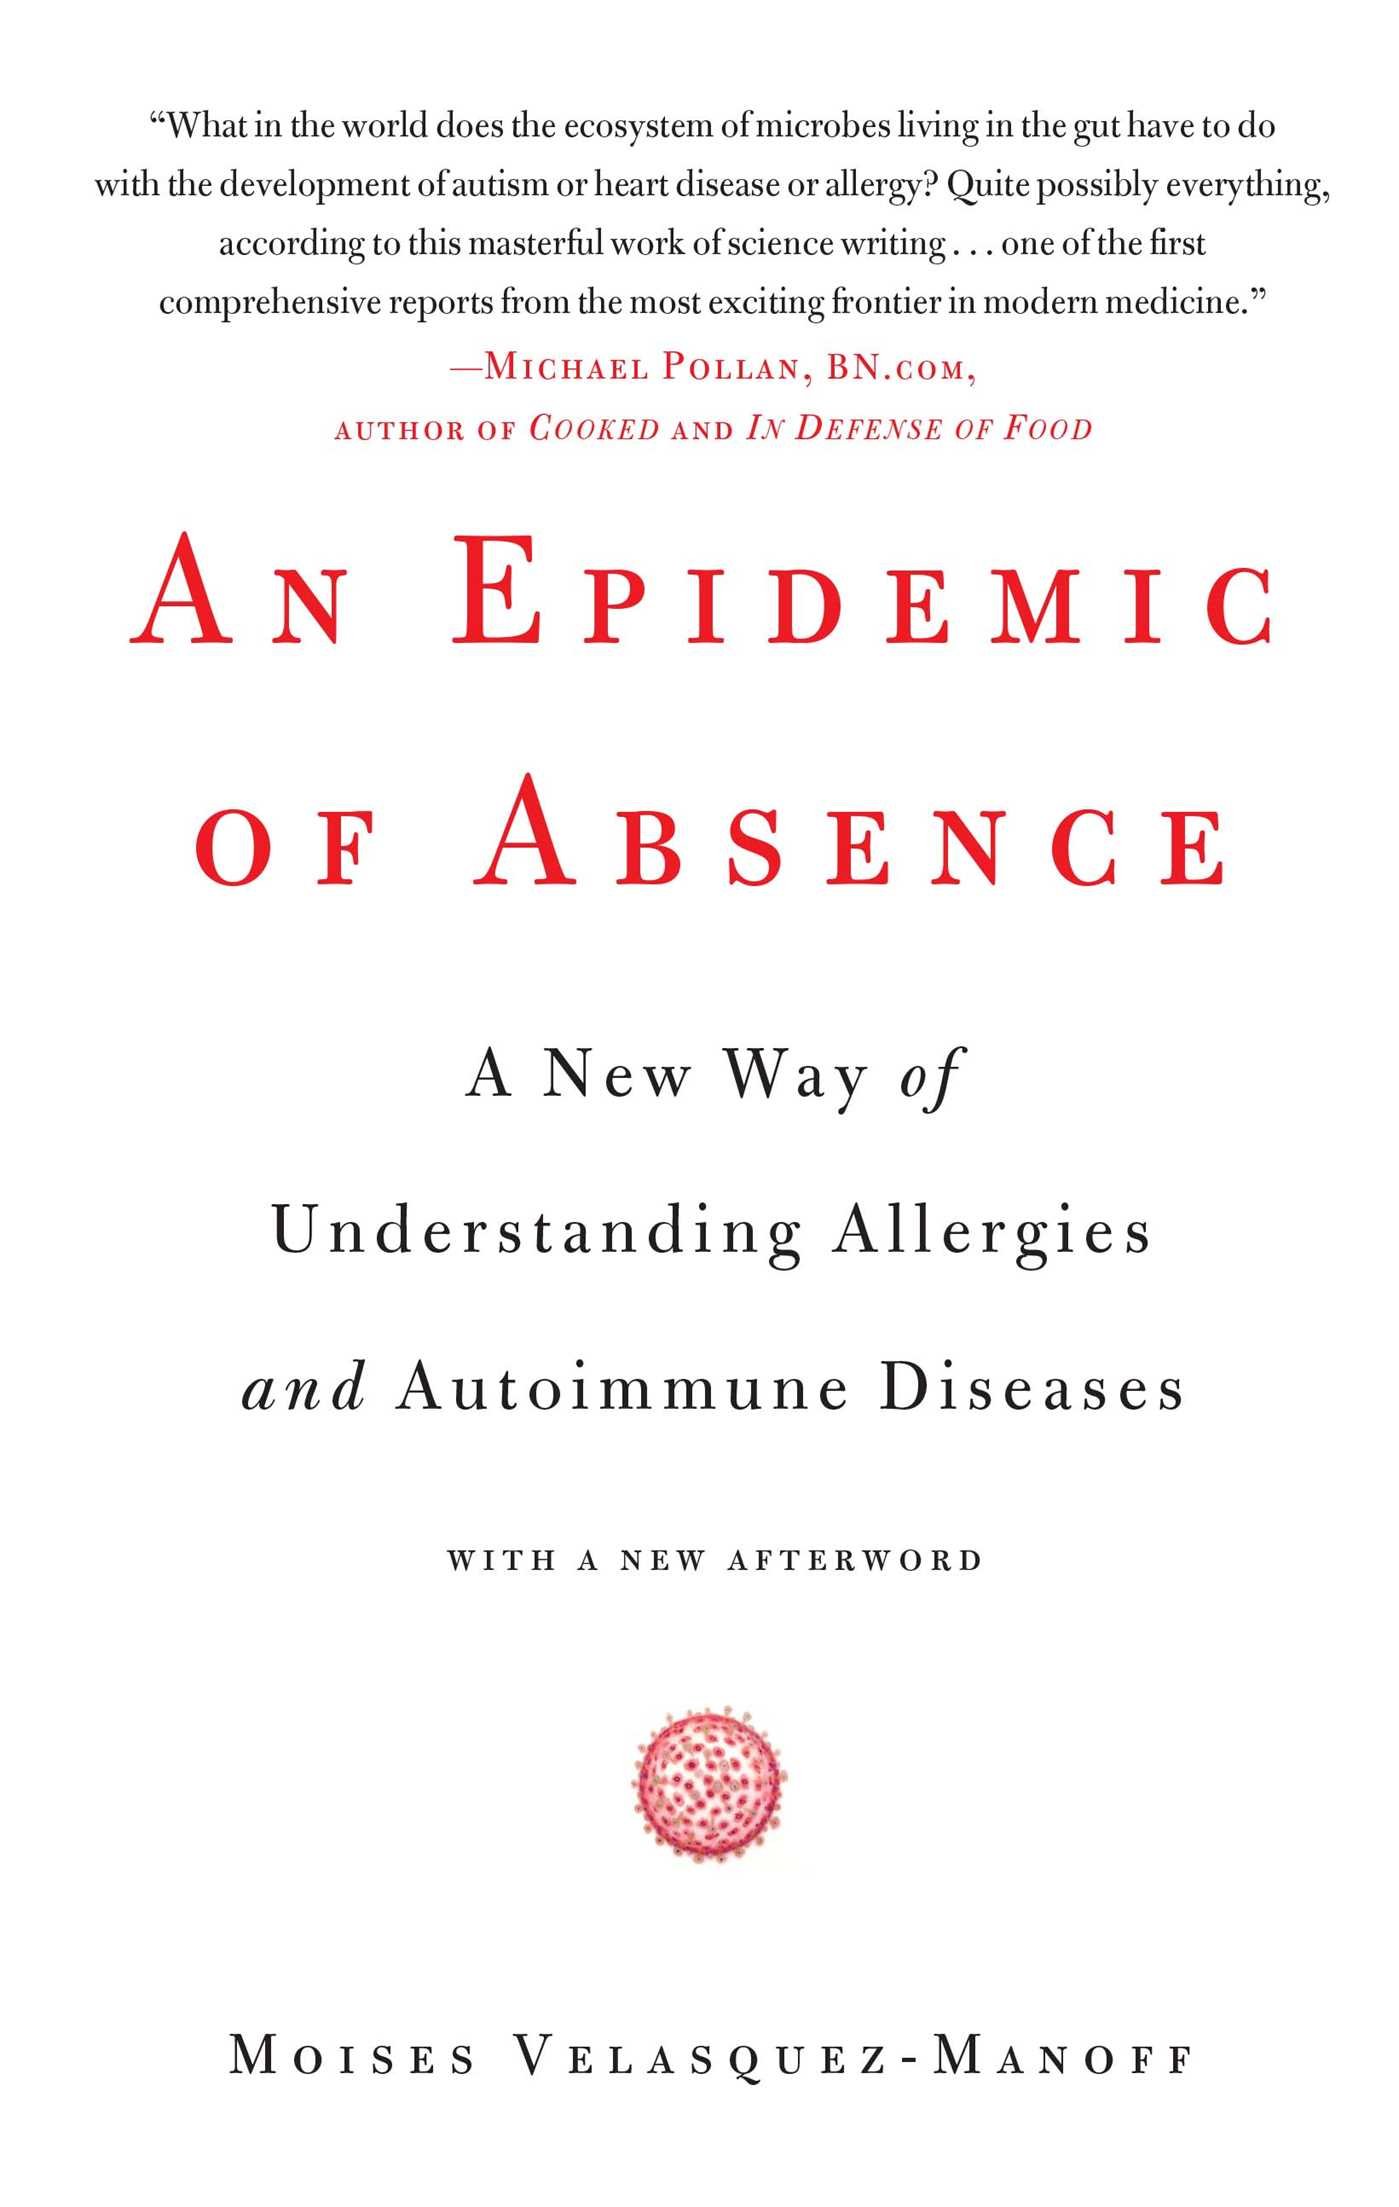 “What in the world does the ecosystem of microbes living in the gut have to do
with the development of autism or heart disease or allergy? Quite possibly everything,
according to this masterful work of science writing . . . one of the first
comprehensive reports from the most exciting frontier in modern medicine.”
—Michael Pollan, BN.com,
author of Cooked and In Defense of Food
An Epidemic
of Absence
A New Way of
Understanding Allergies
and Autoimmune Diseases
with a new afterword
Moises Velasquez-Manoff